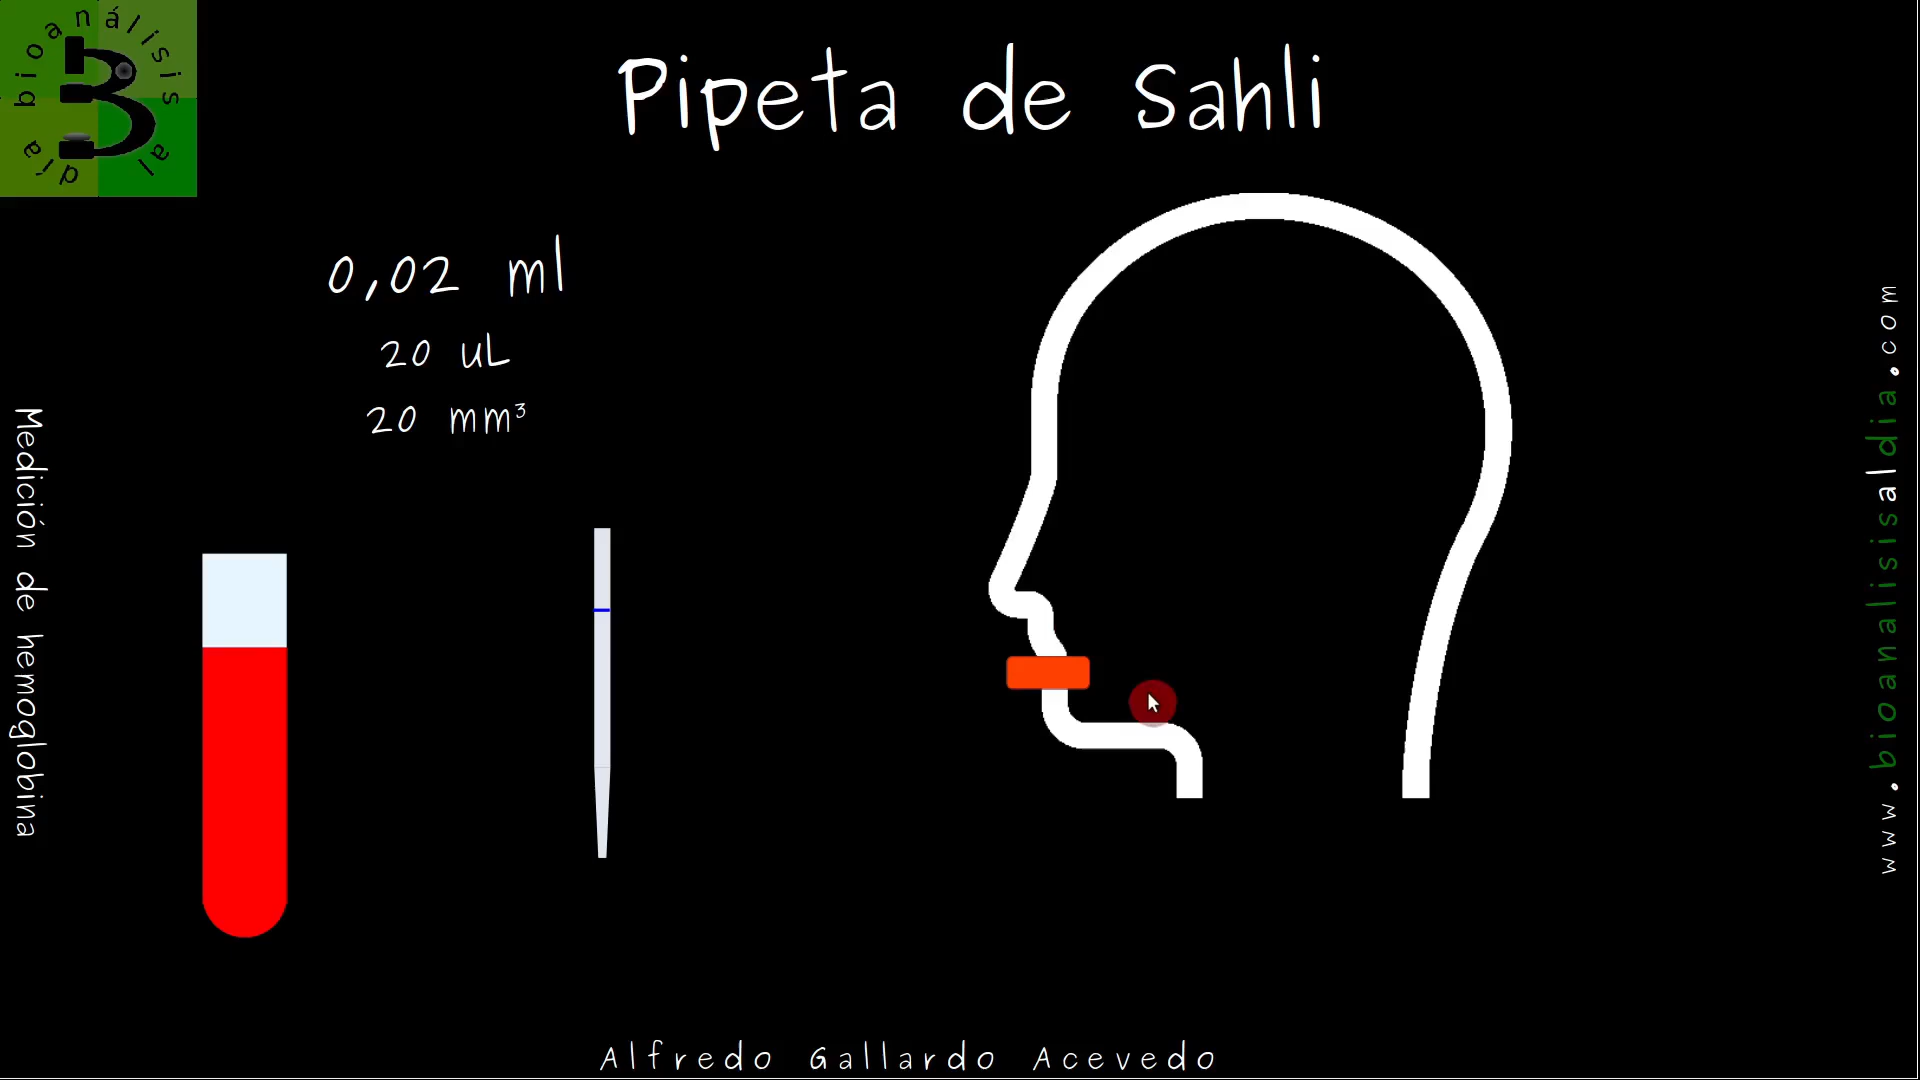 bioanálisis al día
Pipeta de Sahli
0,02 ml
20 uL
20 mm³
Medición de hemoglobina
www.bioanalisisaldia.com
Alfredo Gallardo Acevedo